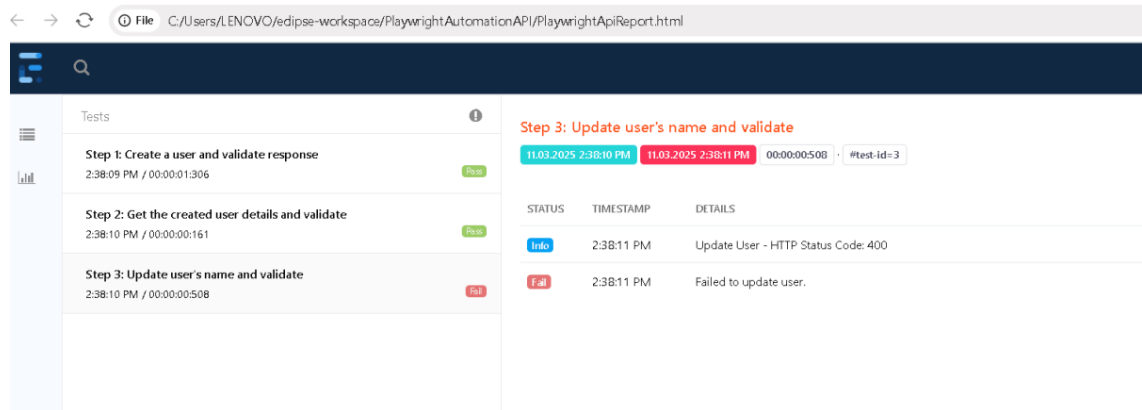 File C:/Users/LENOVO/edipse-workspace/PlaywrightAutomationAPI/PlaywrightApiReport.html
Tests
Step 1: Create a user and validate response
2:38:09 PM / 00:00:01:306
Pass
Step 2: Get the created user details and validate
2:38:10 PM / 00:00:00:161
Pass
Step 3: Update user's name and validate
2:38:10 PM / 00:00:00:508
Fail
Step 3: Update user's name and validate
11.03.2025 2:38:10 PM 11.03.2025 2:38:11 PM 00:00:00:508 · #test-id=3
STATUS TIMESTAMP DETAILS
Info 2:38:11 PM Update User - HTTP Status Code: 400
Fail 2:38:11 PM Failed to update user.